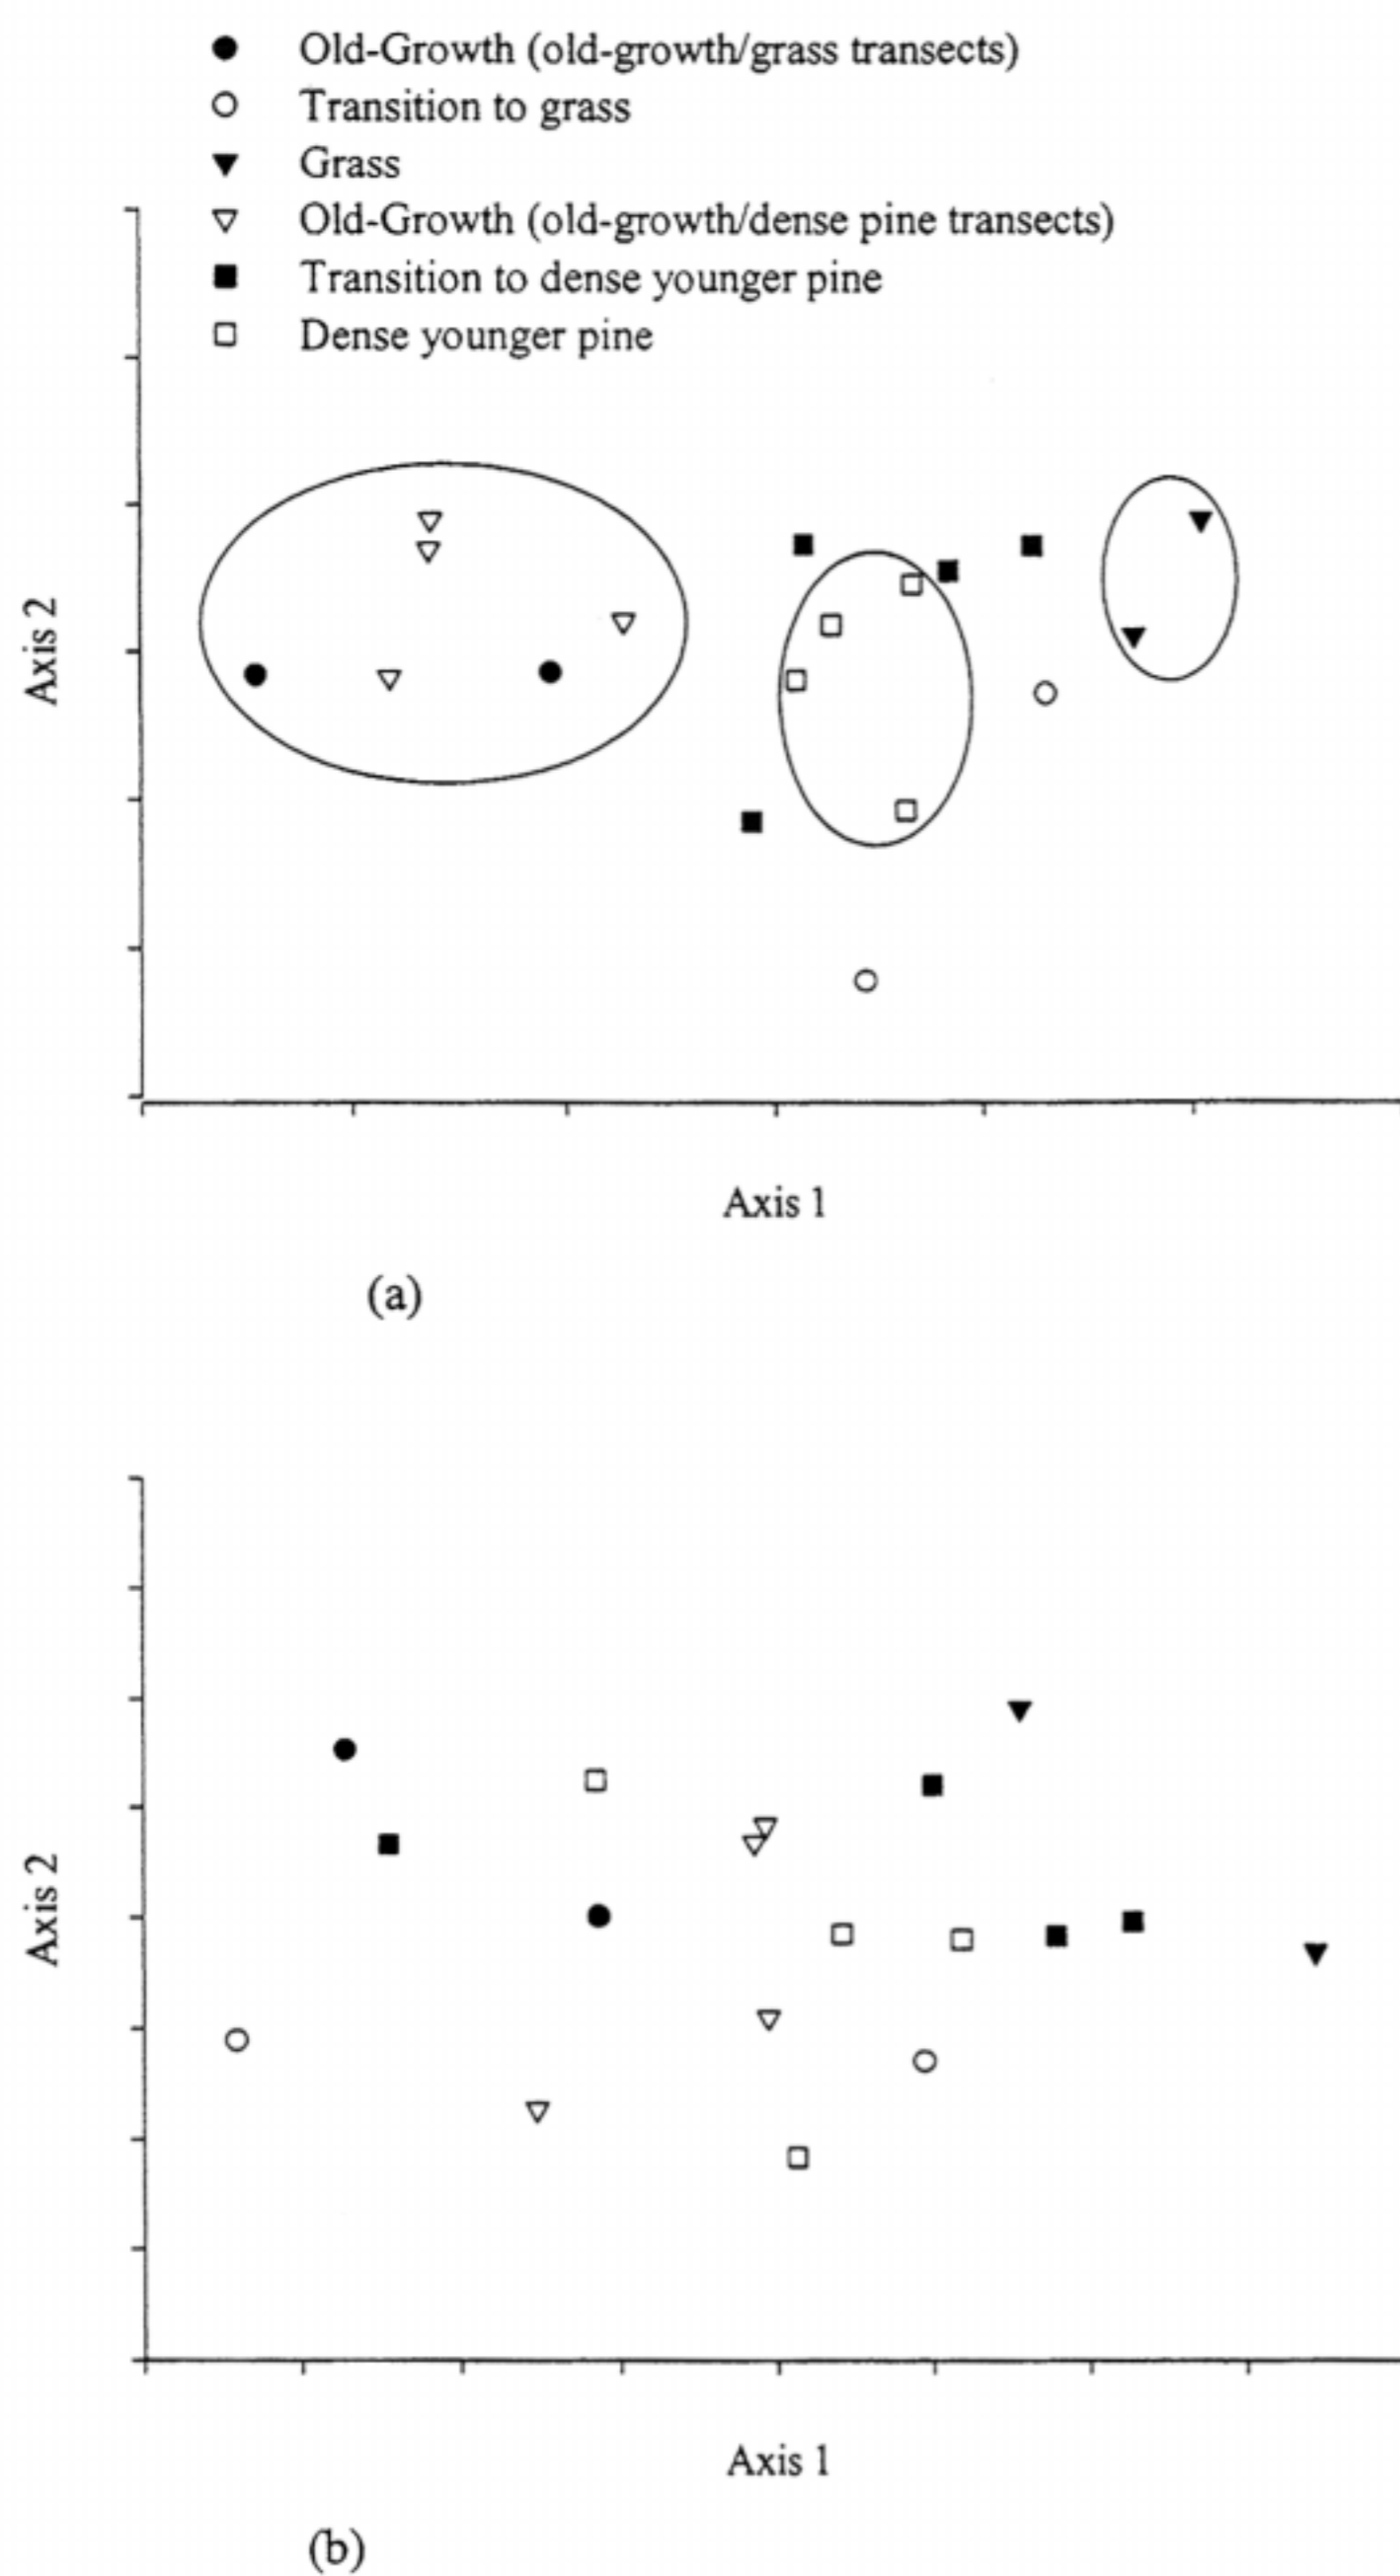 Old-Growth (old-growth/grass transects)
Transition to grass
Grass
Old-Growth (old-growth/dense pine transects)
Transition to dense younger pine
Dense younger pine
Axis 2
Axis 1
(a)
Axis 2
Axis 1
(b)